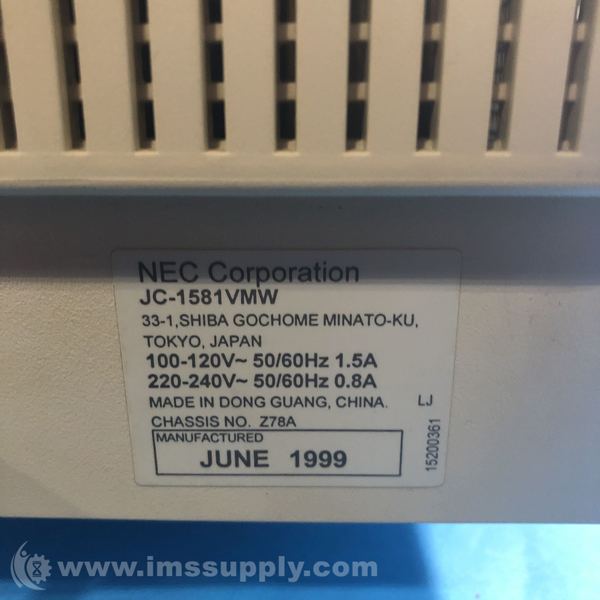 NEC Corporation
JC-1581VMW
33-1,SHIBA GOCHOME MINATO-KU,
TOKYO, JAPAN
100-120V~ 50/60Hz 1.5A
220-240V~ 50/60Hz 0.8A
MADE IN DONG GUANG, CHINA. LJ
CHASSIS NO. Z78A
MANUFACTURED
JUNE 1999
15200361
www.imssupply.com